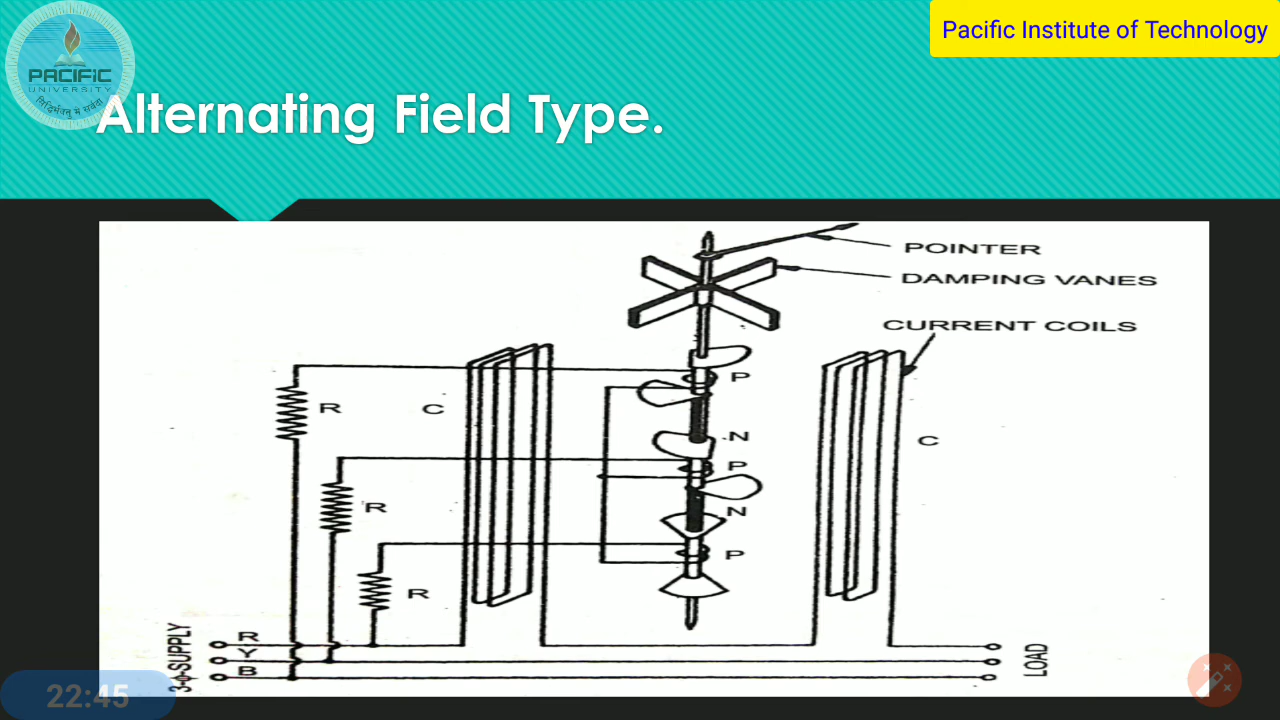 Pacific Institute of Technology
PACIFIC
UNIVERSITY
Alternating Field Type.
POINTER
DAMPING VANES
CURRENT COILS
P
R
C
N
C
P
R
N
P
R
3-ϕ SUPPLY
R
Y
B
LOAD
22:45